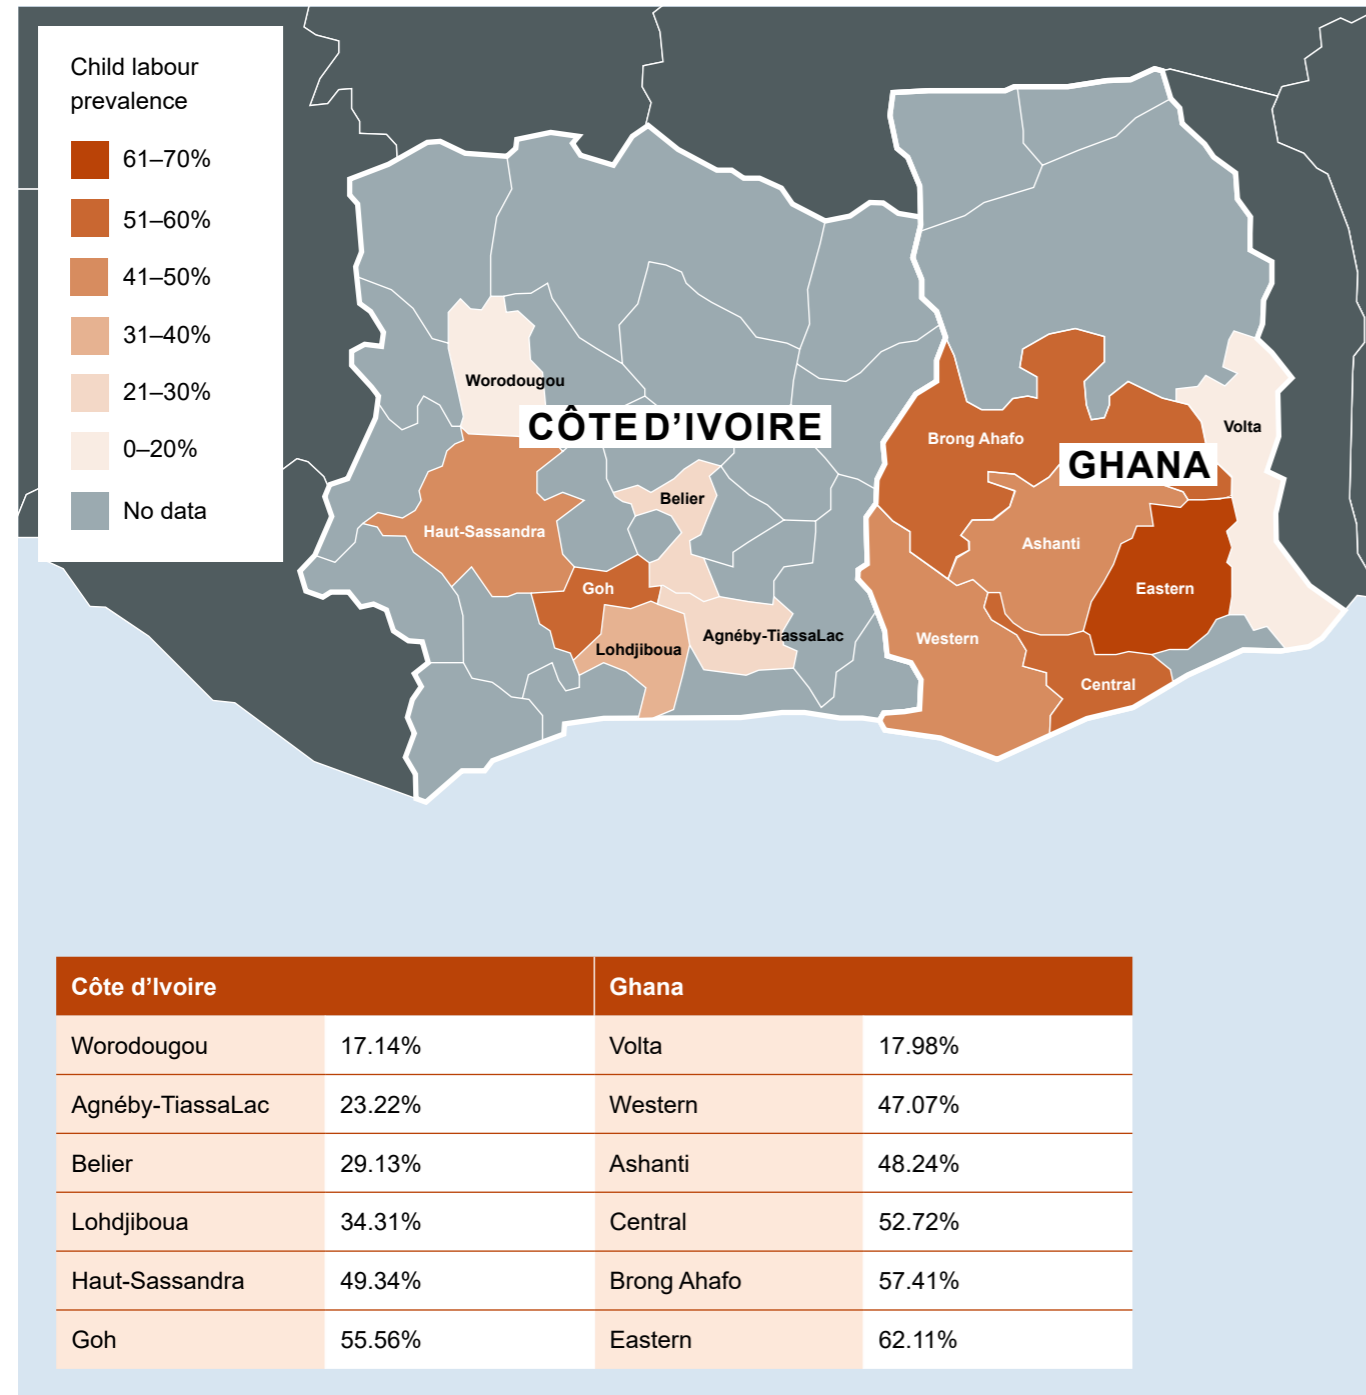 Child labour
prevalence
61–70%
51–60%
41–50%
31–40%
21–30%
0–20%
No data
Worodougou
CÔTE D’IVOIRE
Haut-Sassandra
Belier
Goh
Lohdjiboua
Agnéby-TiassaLac
Brong Ahafo
Volta
GHANA
Ashanti
Eastern
Western
Central
Côte d’Ivoire Ghana
Worodougou 17.14% Volta 17.98%
Agnéby-TiassaLac 23.22% Western 47.07%
Belier 29.13% Ashanti 48.24%
Lohdjiboua 34.31% Central 52.72%
Haut-Sassandra 49.34% Brong Ahafo 57.41%
Goh 55.56% Eastern 62.11%